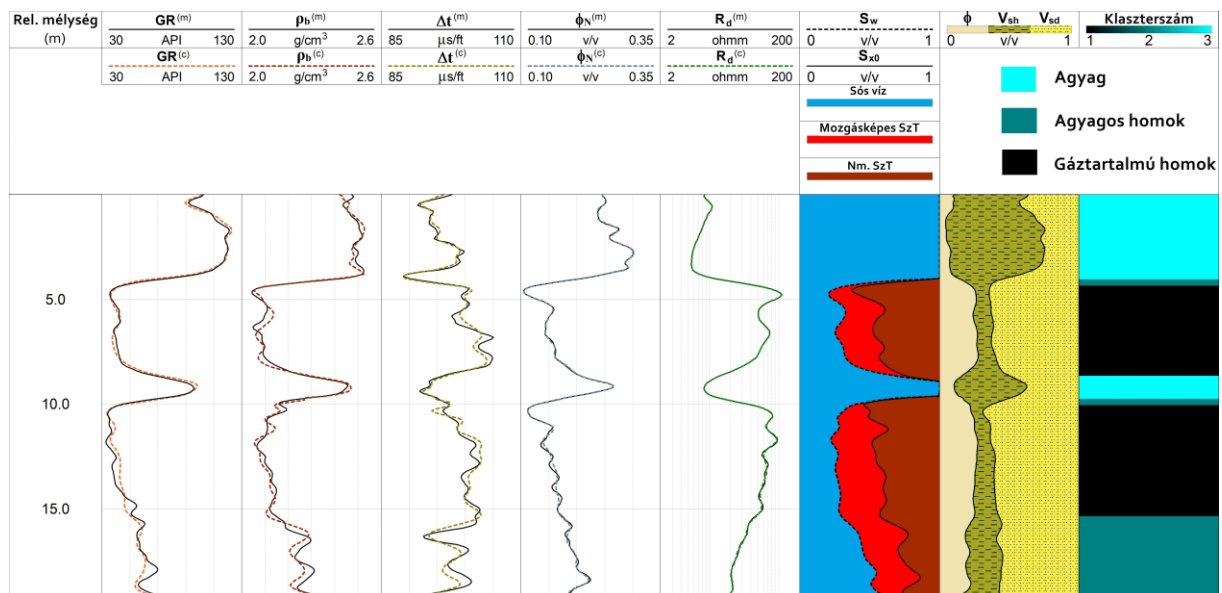 Rel. mélység GR(m) ρb(m) Δt(m) ϕN(m) Rd(m) Sw ϕ Vsh Vsd Klaszterszám
(m) 30 API 130 2.0 g/cm3 2.6 85 μs/ft 110 0.10 v/v 0.35 2 ohmm 200 0 v/v 1 0 v/v 1 1 2 3
GR(c) ρb(c) Δt(c) ϕN(c) Rd(c) Sx0
30 API 130 2.0 g/cm3 2.6 85 μs/ft 110 0.10 v/v 0.35 2 ohmm 200 0 v/v 1
Sós víz
Mozgásképes SzT
Nm. SzT
Agyag
Agyagos homok
Gáztartalmú homok
5.0
10.0
15.0